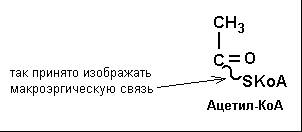 CH₃
C=O
так принято изображать
макроэргическую связь
SKoA
Ацетил-КоА